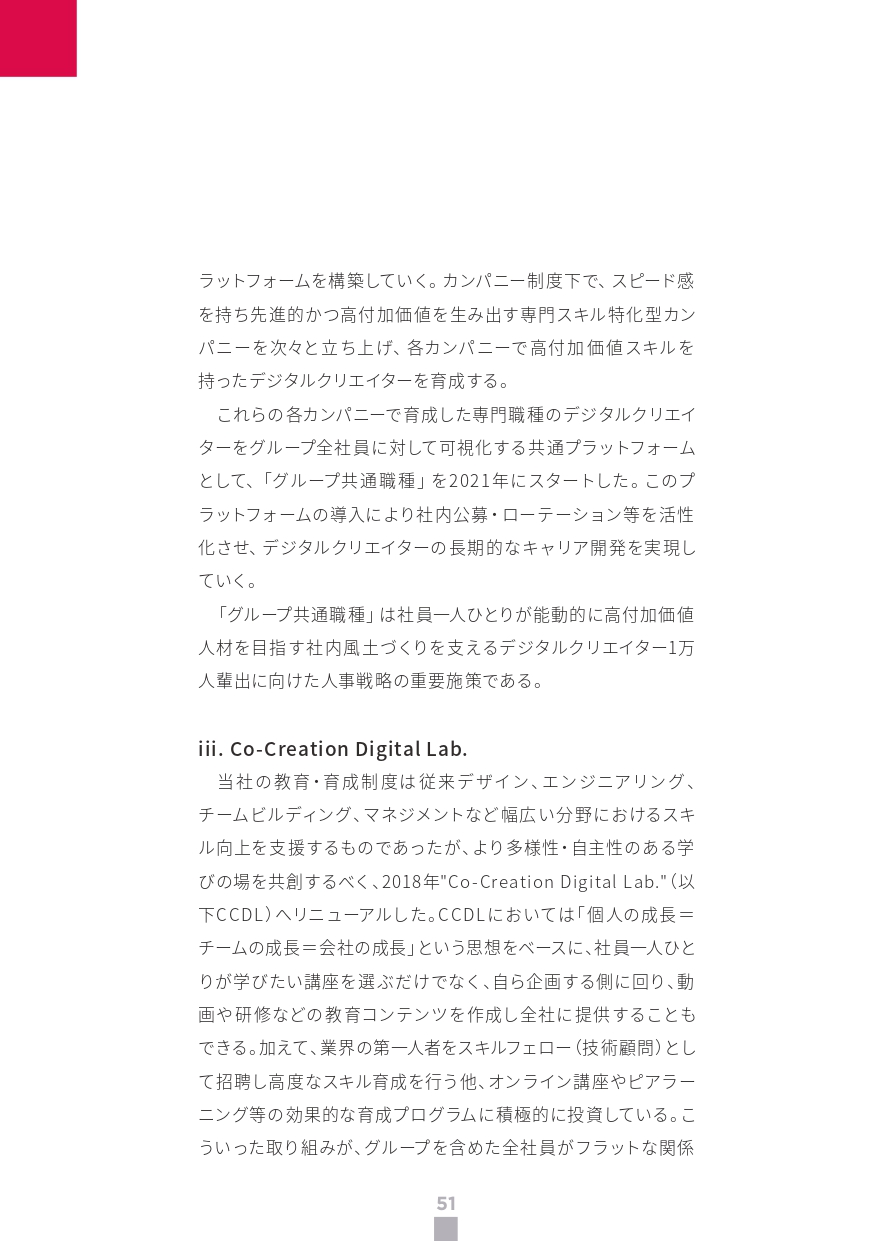 ラットフォームを構築していく。カンパニー制度下で、スピード感
を持ち先進的かつ高付加価値を生み出す専門スキル特化型カン
パニーを次々と立ち上げ、各カンパニーで高付加価値スキルを
持ったデジタルクリエイターを育成する。
　これらの各カンパニーで育成した専門職種のデジタルクリエイ
ターをグループ全社員に対して可視化する共通プラットフォーム
として、「グループ共通職種」を2021年にスタートした。このプ
ラットフォームの導入により社内公募・ローテーション等を活性
化させ、デジタルクリエイターの長期的なキャリア開発を実現し
ていく。
　「グループ共通職種」は社員一人ひとりが能動的に高付加価値
人材を目指す社内風土づくりを支えるデジタルクリエイター1万
人輩出に向けた人事戦略の重要施策である。
iii. Co-Creation Digital Lab.
　当社の教育・育成制度は従来デザイン、エンジニアリング、
チームビルディング、マネジメントなど幅広い分野におけるスキ
ル向上を支援するものであったが、より多様性・自主性のある学
びの場を共創するべく、2018年"Co-Creation Digital Lab."（以
下CCDL）へリニューアルした。CCDLにおいては「個人の成長＝
チームの成長＝会社の成長」という思想をベースに、社員一人ひと
りが学びたい講座を選ぶだけでなく、自ら企画する側に回り、動
画や研修などの教育コンテンツを作成し全社に提供することも
できる。加えて、業界の第一人者をスキルフェロー（技術顧問）とし
て招聘し高度なスキル育成を行う他、オンライン講座やピアラー
ニング等の効果的な育成プログラムに積極的に投資している。こ
ういった取り組みが、グループを含めた全社員がフラットな関係
51